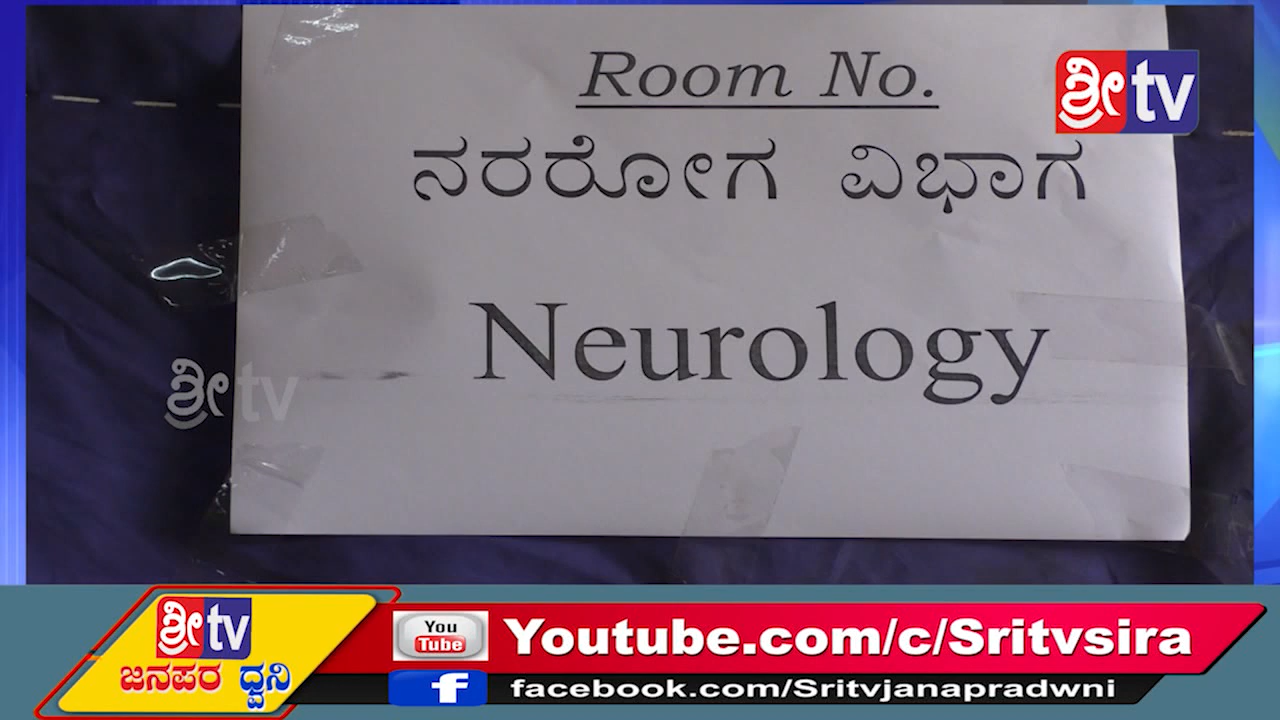 Room No.
ಶ್ರೀtv
ನರರೋಗ ವಿಭಾಗ
Neurology
ಶ್ರೀtv
ಶ್ರೀtv
ಜನಪರ ಧ್ವನಿ
You
Tube
Youtube.com/c/Sritvsira
f
facebook.com/Sritvjanapradwni